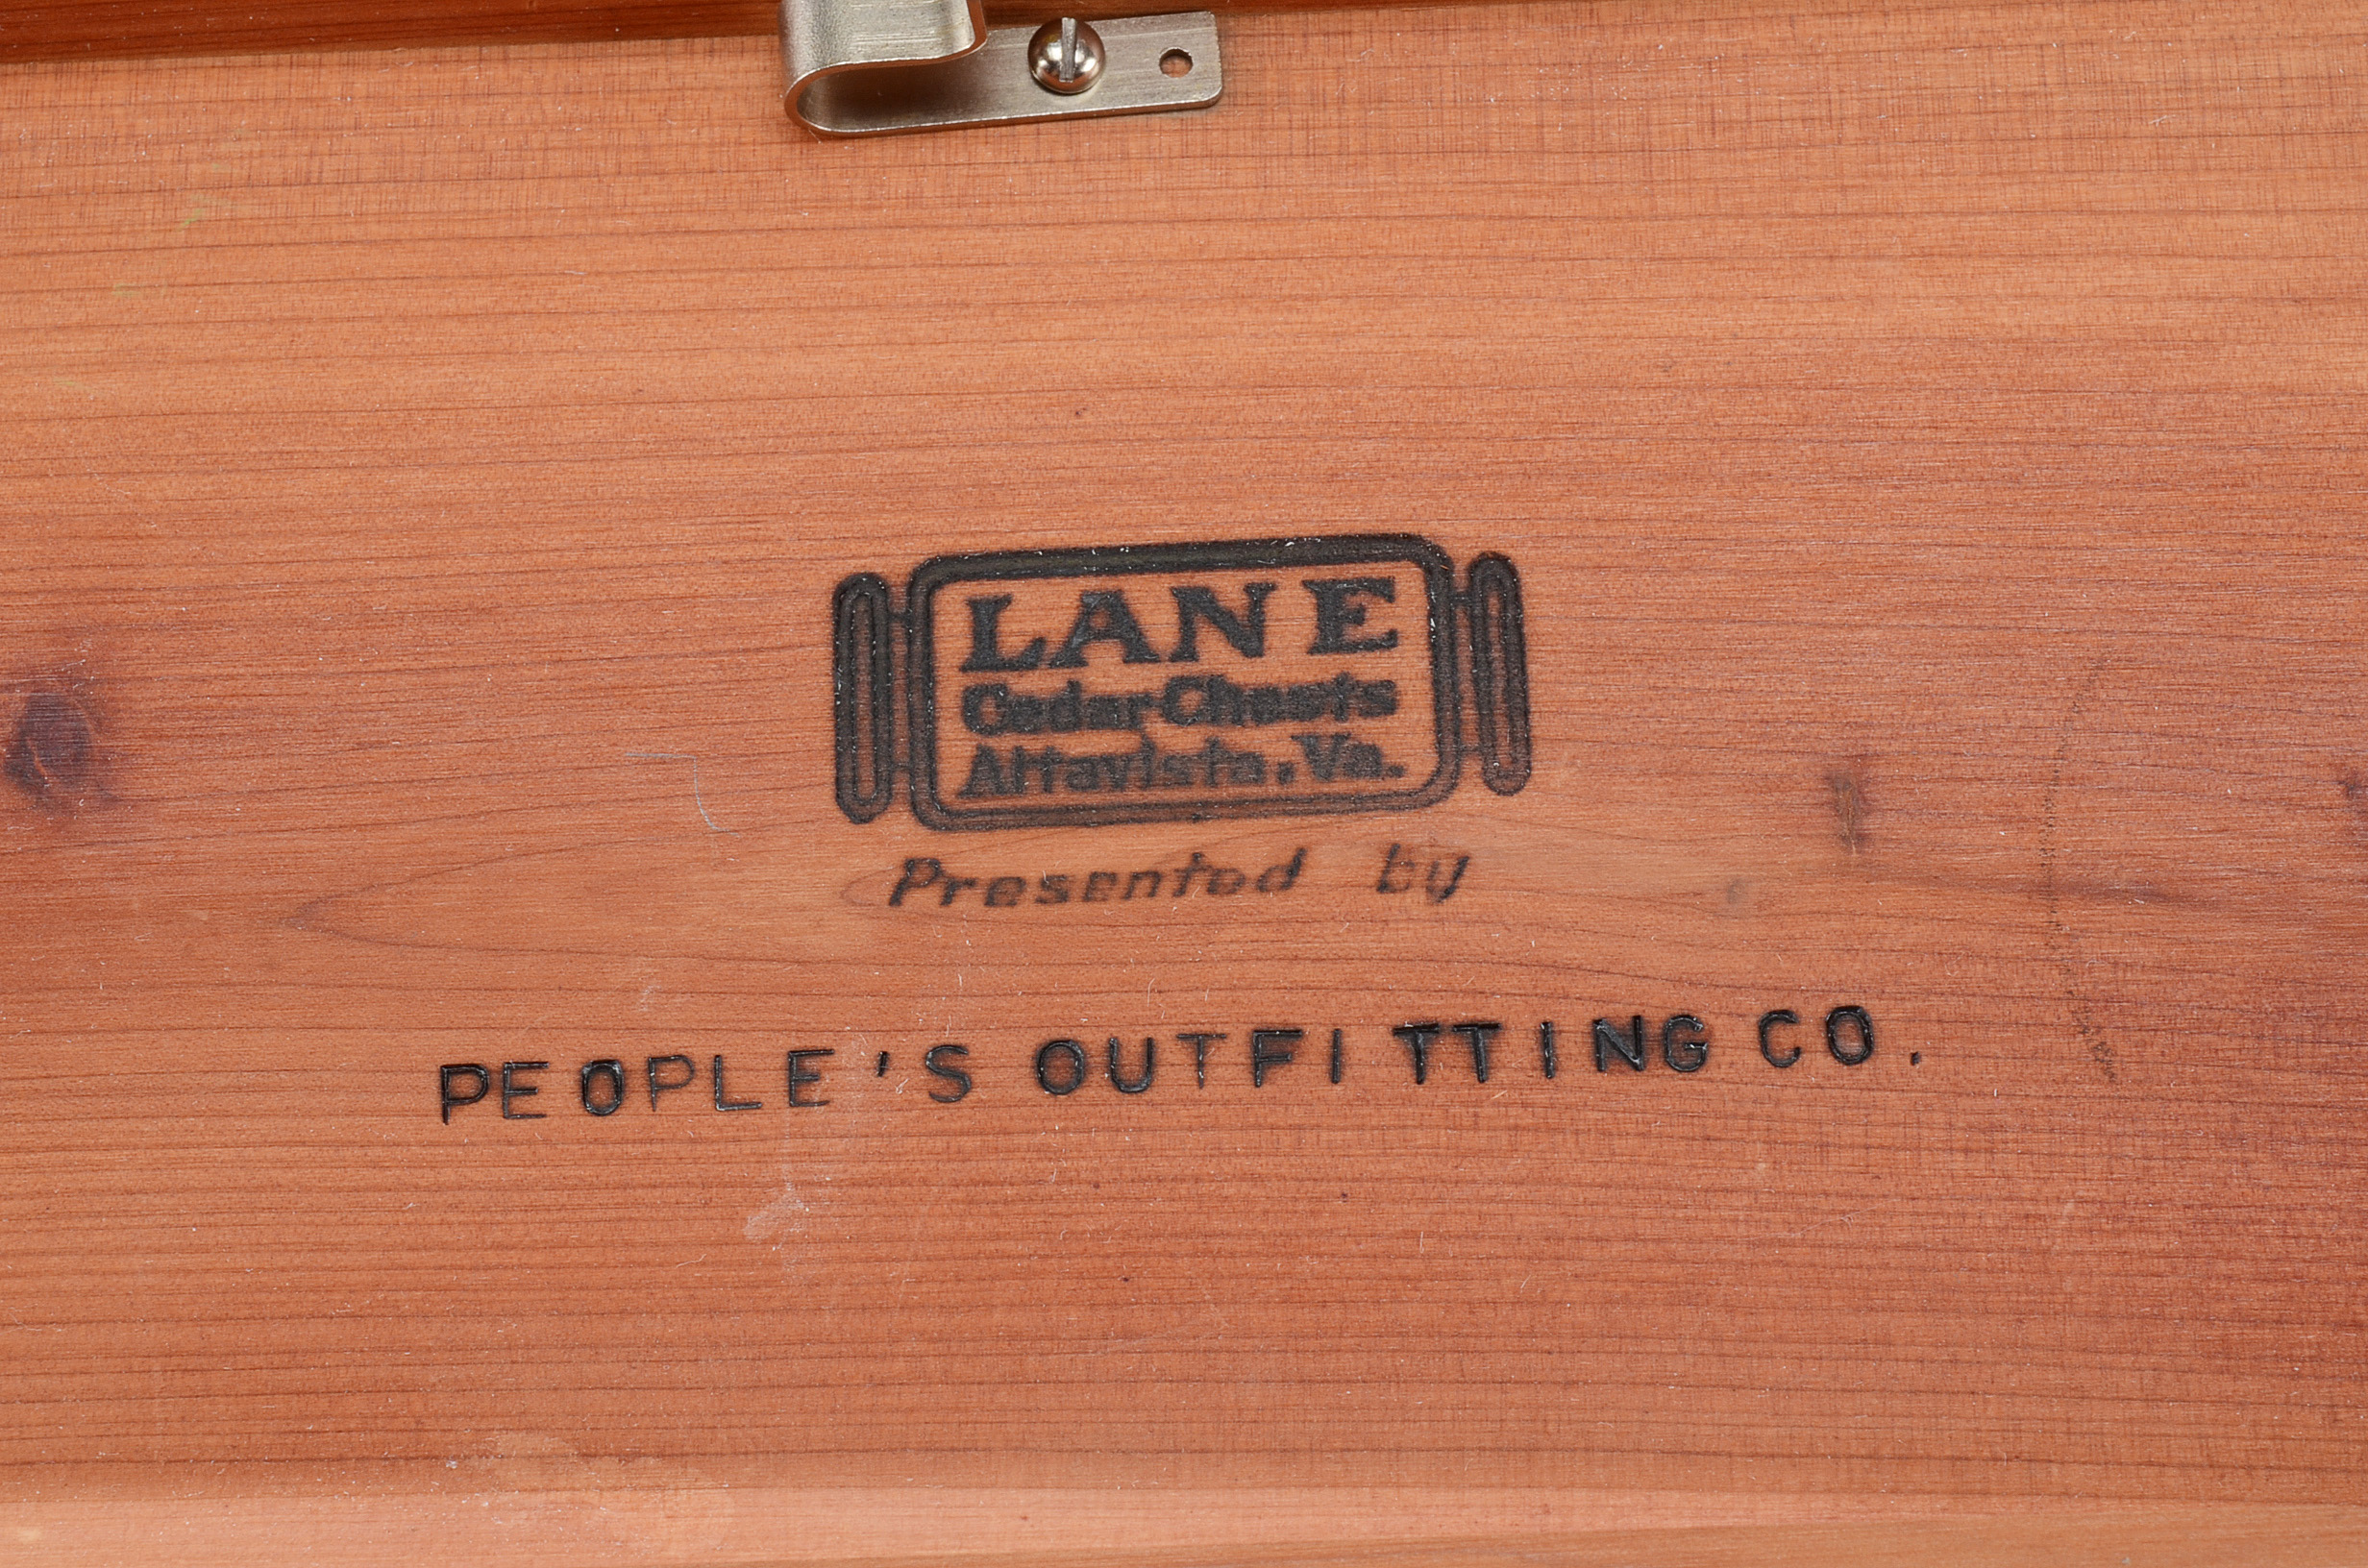 LANE
Cedar Chests
Altavista, Va.
Presented by
PEOPLE'S OUTFITTING CO.